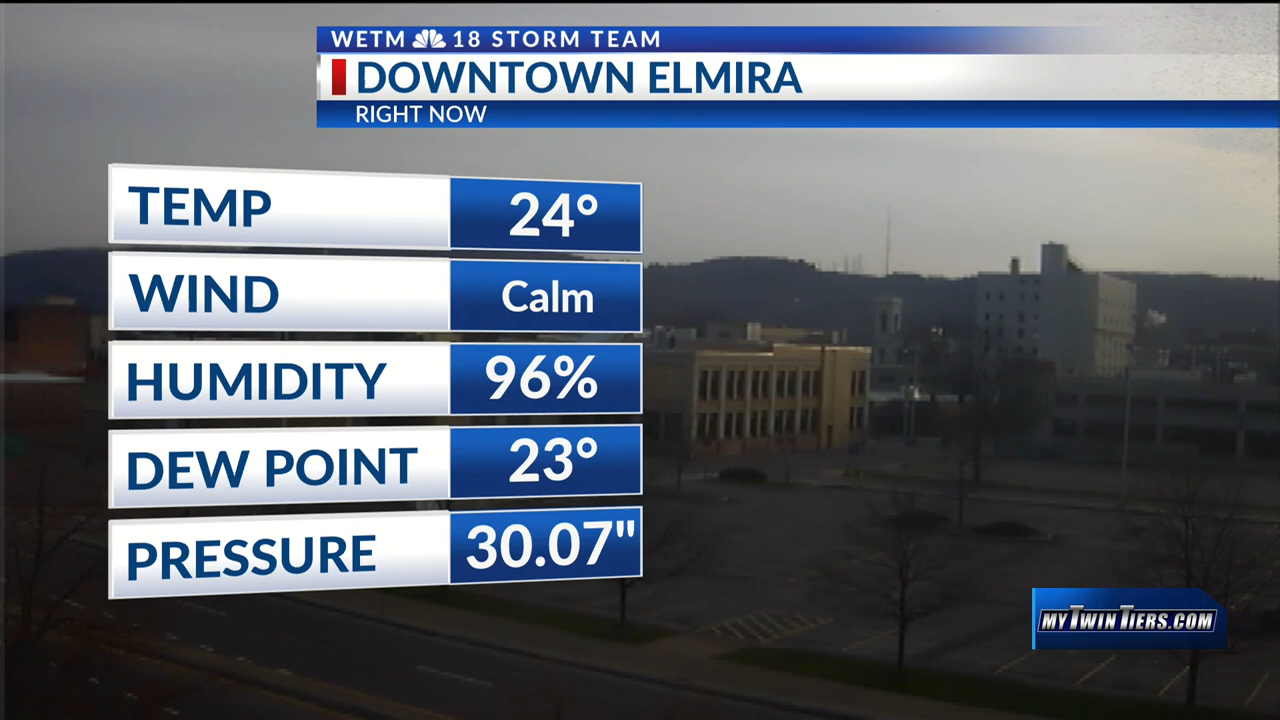 WETM 18 STORM TEAM
DOWNTOWN ELMIRA
RIGHT NOW
TEMP 24°
WIND Calm
HUMIDITY 96%
DEW POINT 23°
PRESSURE 30.07"
MYTWINTIERS.COM